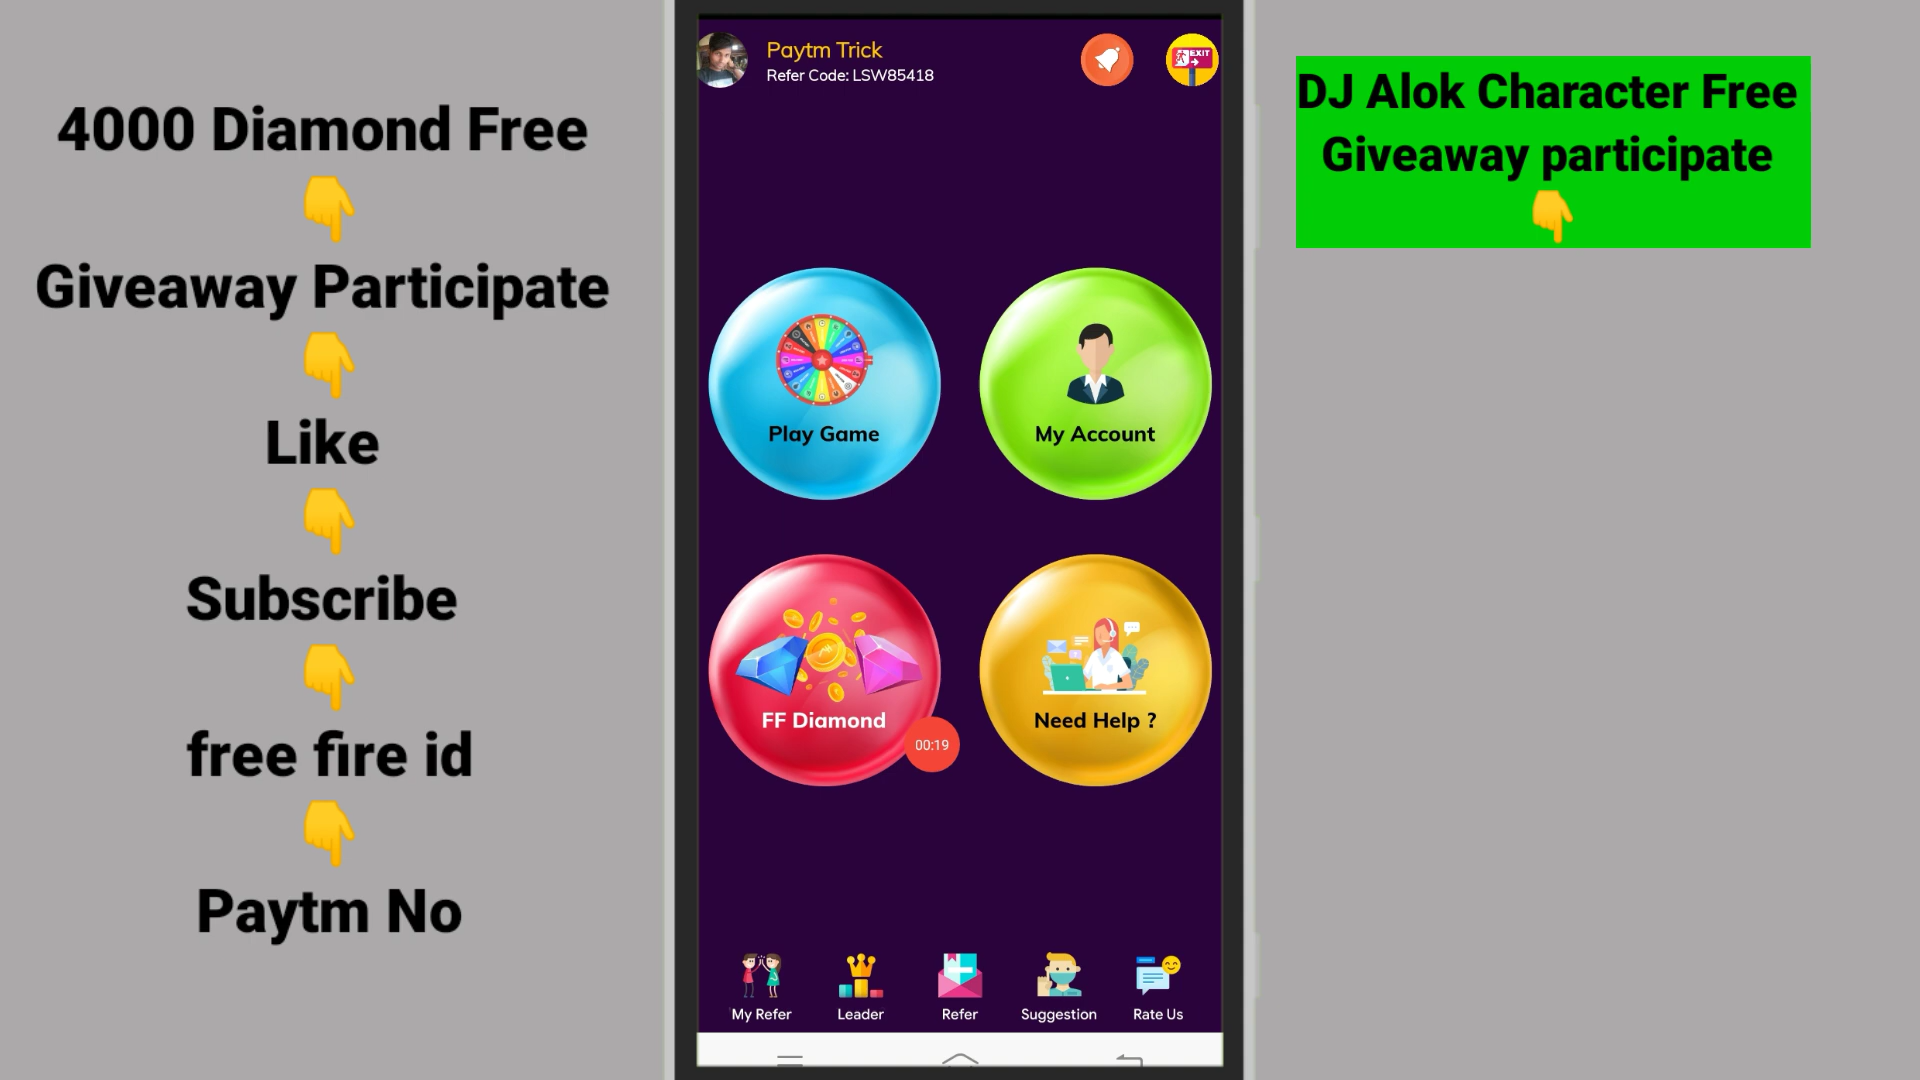 4000 Diamond Free
👇
Giveaway Participate
👇
Like
👇
Subscribe
👇
free fire id
👇
Paytm No
Paytm Trick
Refer Code: LSW85418
EXIT
Play Game
My Account
FF Diamond
00:19
Need Help ?
My Refer
Leader
Refer
Suggestion
Rate Us
DJ Alok Character Free
Giveaway participate
👇